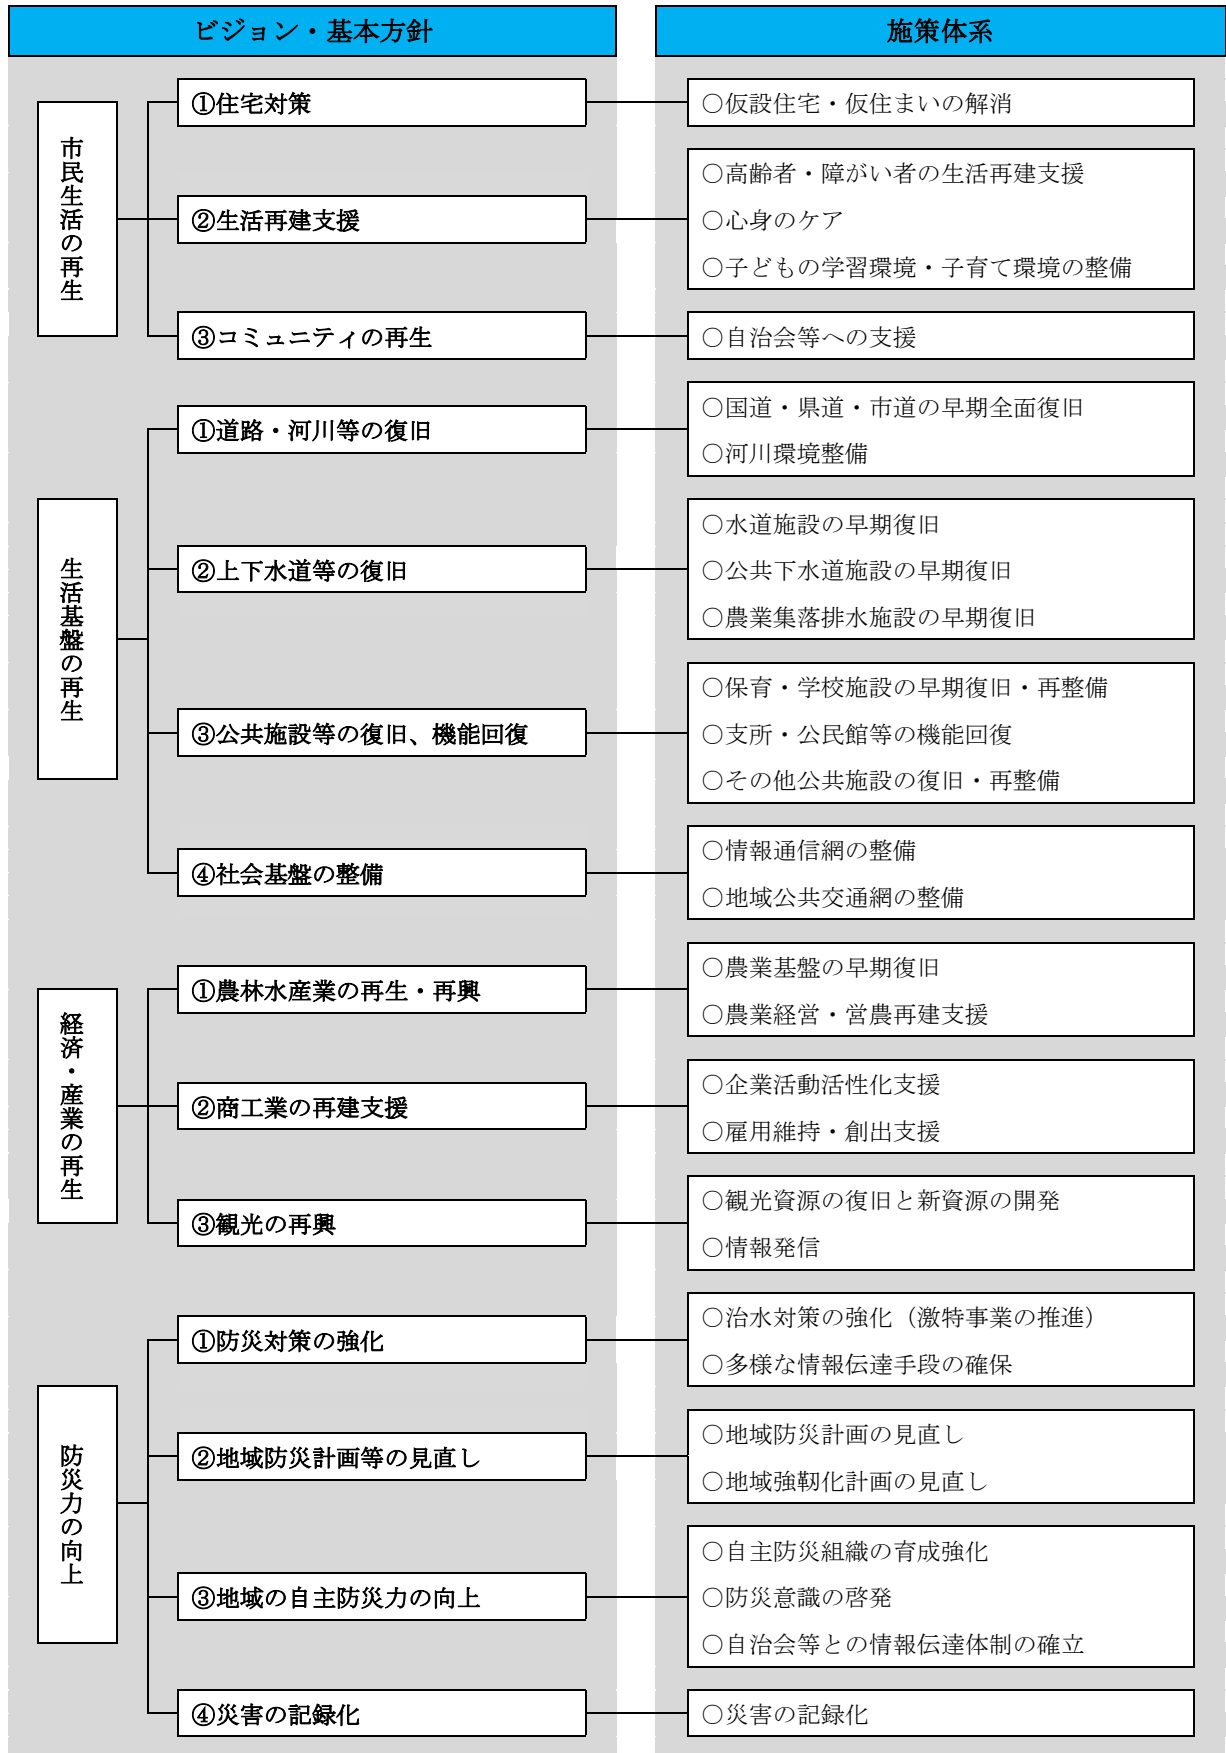 ビジョン・基本方針
施策体系
市民生活の再生
①住宅対策
○仮設住宅・仮住まいの解消
②生活再建支援
○高齢者・障がい者の生活再建支援
○心身のケア
○子どもの学習環境・子育て環境の整備
③コミュニティの再生
○自治会等への支援
生活基盤の再生
①道路・河川等の復旧
○国道・県道・市道の早期全面復旧
○河川環境整備
②上下水道等の復旧
○水道施設の早期復旧
○公共下水道施設の早期復旧
○農業集落排水施設の早期復旧
③公共施設等の復旧、機能回復
○保育・学校施設の早期復旧・再整備
○支所・公民館等の機能回復
○その他公共施設の復旧・再整備
④社会基盤の整備
○情報通信網の整備
○地域公共交通網の整備
経済・産業の再生
①農林水産業の再生・再興
○農業基盤の早期復旧
○農業経営・営農再建支援
②商工業の再建支援
○企業活動活性化支援
○雇用維持・創出支援
③観光の再興
○観光資源の復旧と新資源の開発
○情報発信
防災力の向上
①防災対策の強化
○治水対策の強化（激特事業の推進）
○多様な情報伝達手段の確保
②地域防災計画等の見直し
○地域防災計画の見直し
○地域強靭化計画の見直し
③地域の自主防災力の向上
○自主防災組織の育成強化
○防災意識の啓発
○自治会等との情報伝達体制の確立
④災害の記録化
○災害の記録化